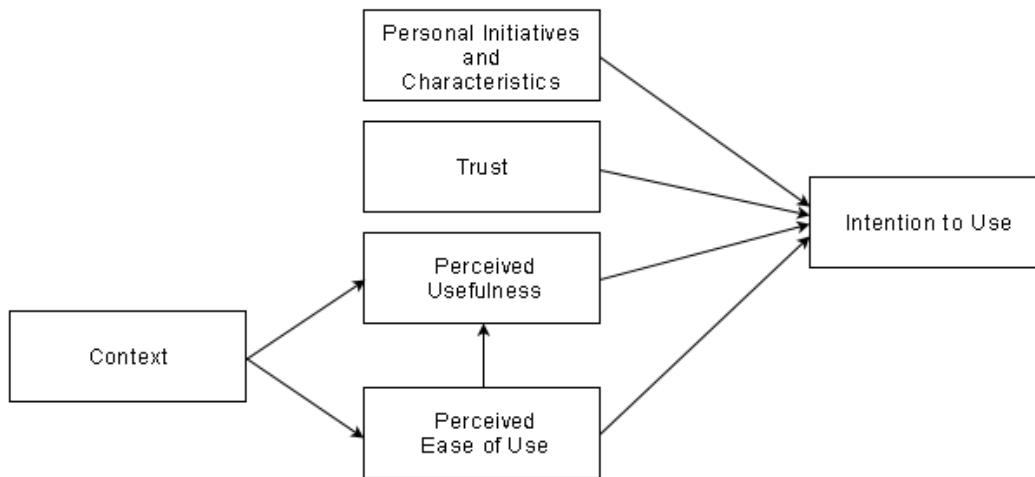 Personal Initiatives
and
Characteristics
Trust
Intention to Use
Perceived
Usefulness
Context
Perceived
Ease of Use